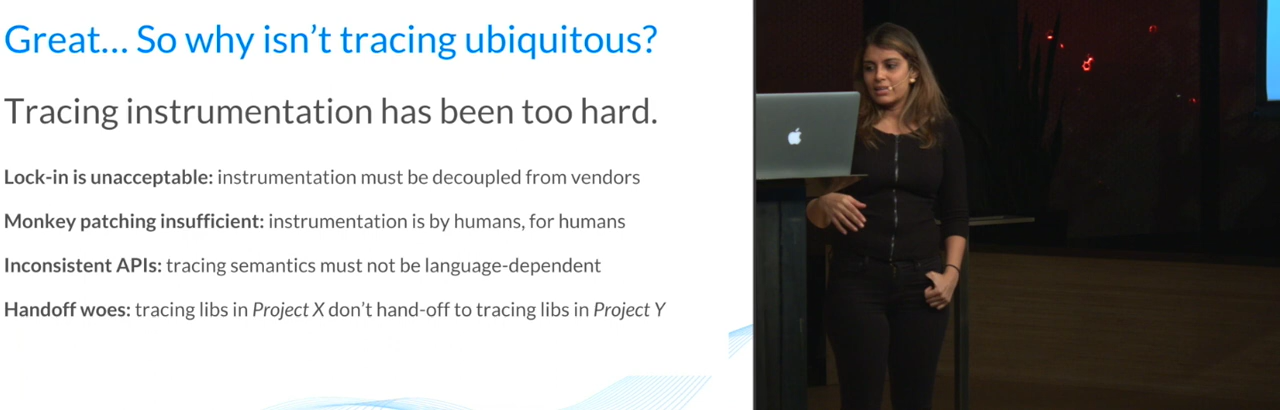 Great... So why isn't tracing ubiquitous?
Tracing instrumentation has been too hard.
Lock-in is unacceptable: instrumentation must be decoupled from vendors
Monkey patching insufficient: instrumentation is by humans, for humans
Inconsistent APIs: tracing semantics must not be language-dependent
Handoff woes: tracing libs in Project X don't hand-off to tracing libs in Project Y